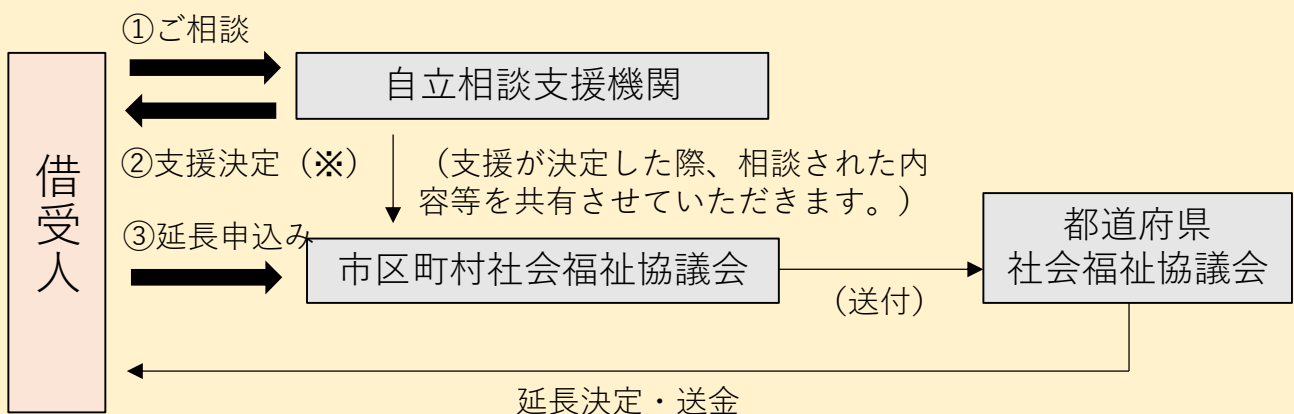 ①ご相談
自立相談支援機関
借受人
②支援決定（※）
（支援が決定した際、相談された内
容等を共有させていただきます。）
③延長申込み
市区町村社会福祉協議会
（送付）
都道府県
社会福祉協議会
延長決定・送金